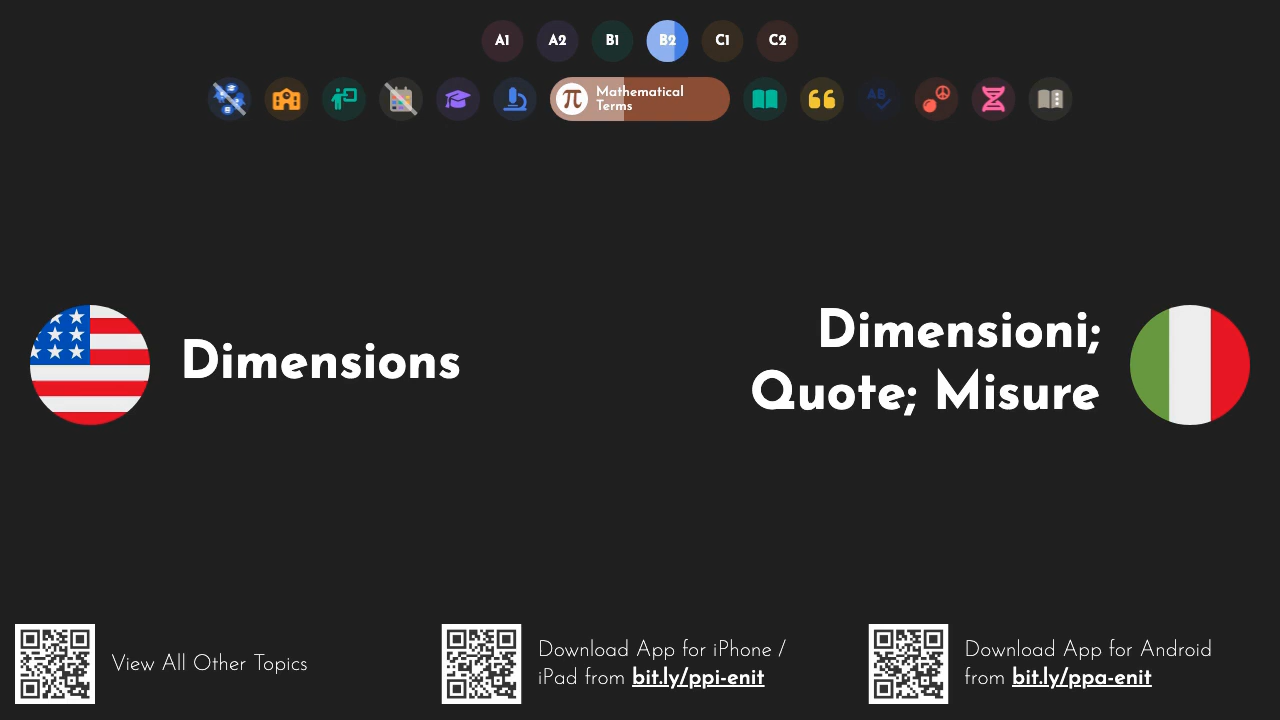 A1 A2 B1 B2 C1 C2
Mathematical
Terms
Dimensions
Dimensioni;
Quote; Misure
View All Other Topics
Download App for iPhone /
iPad from bit.ly/ppi-enit
Download App for Android
from bit.ly/ppa-enit